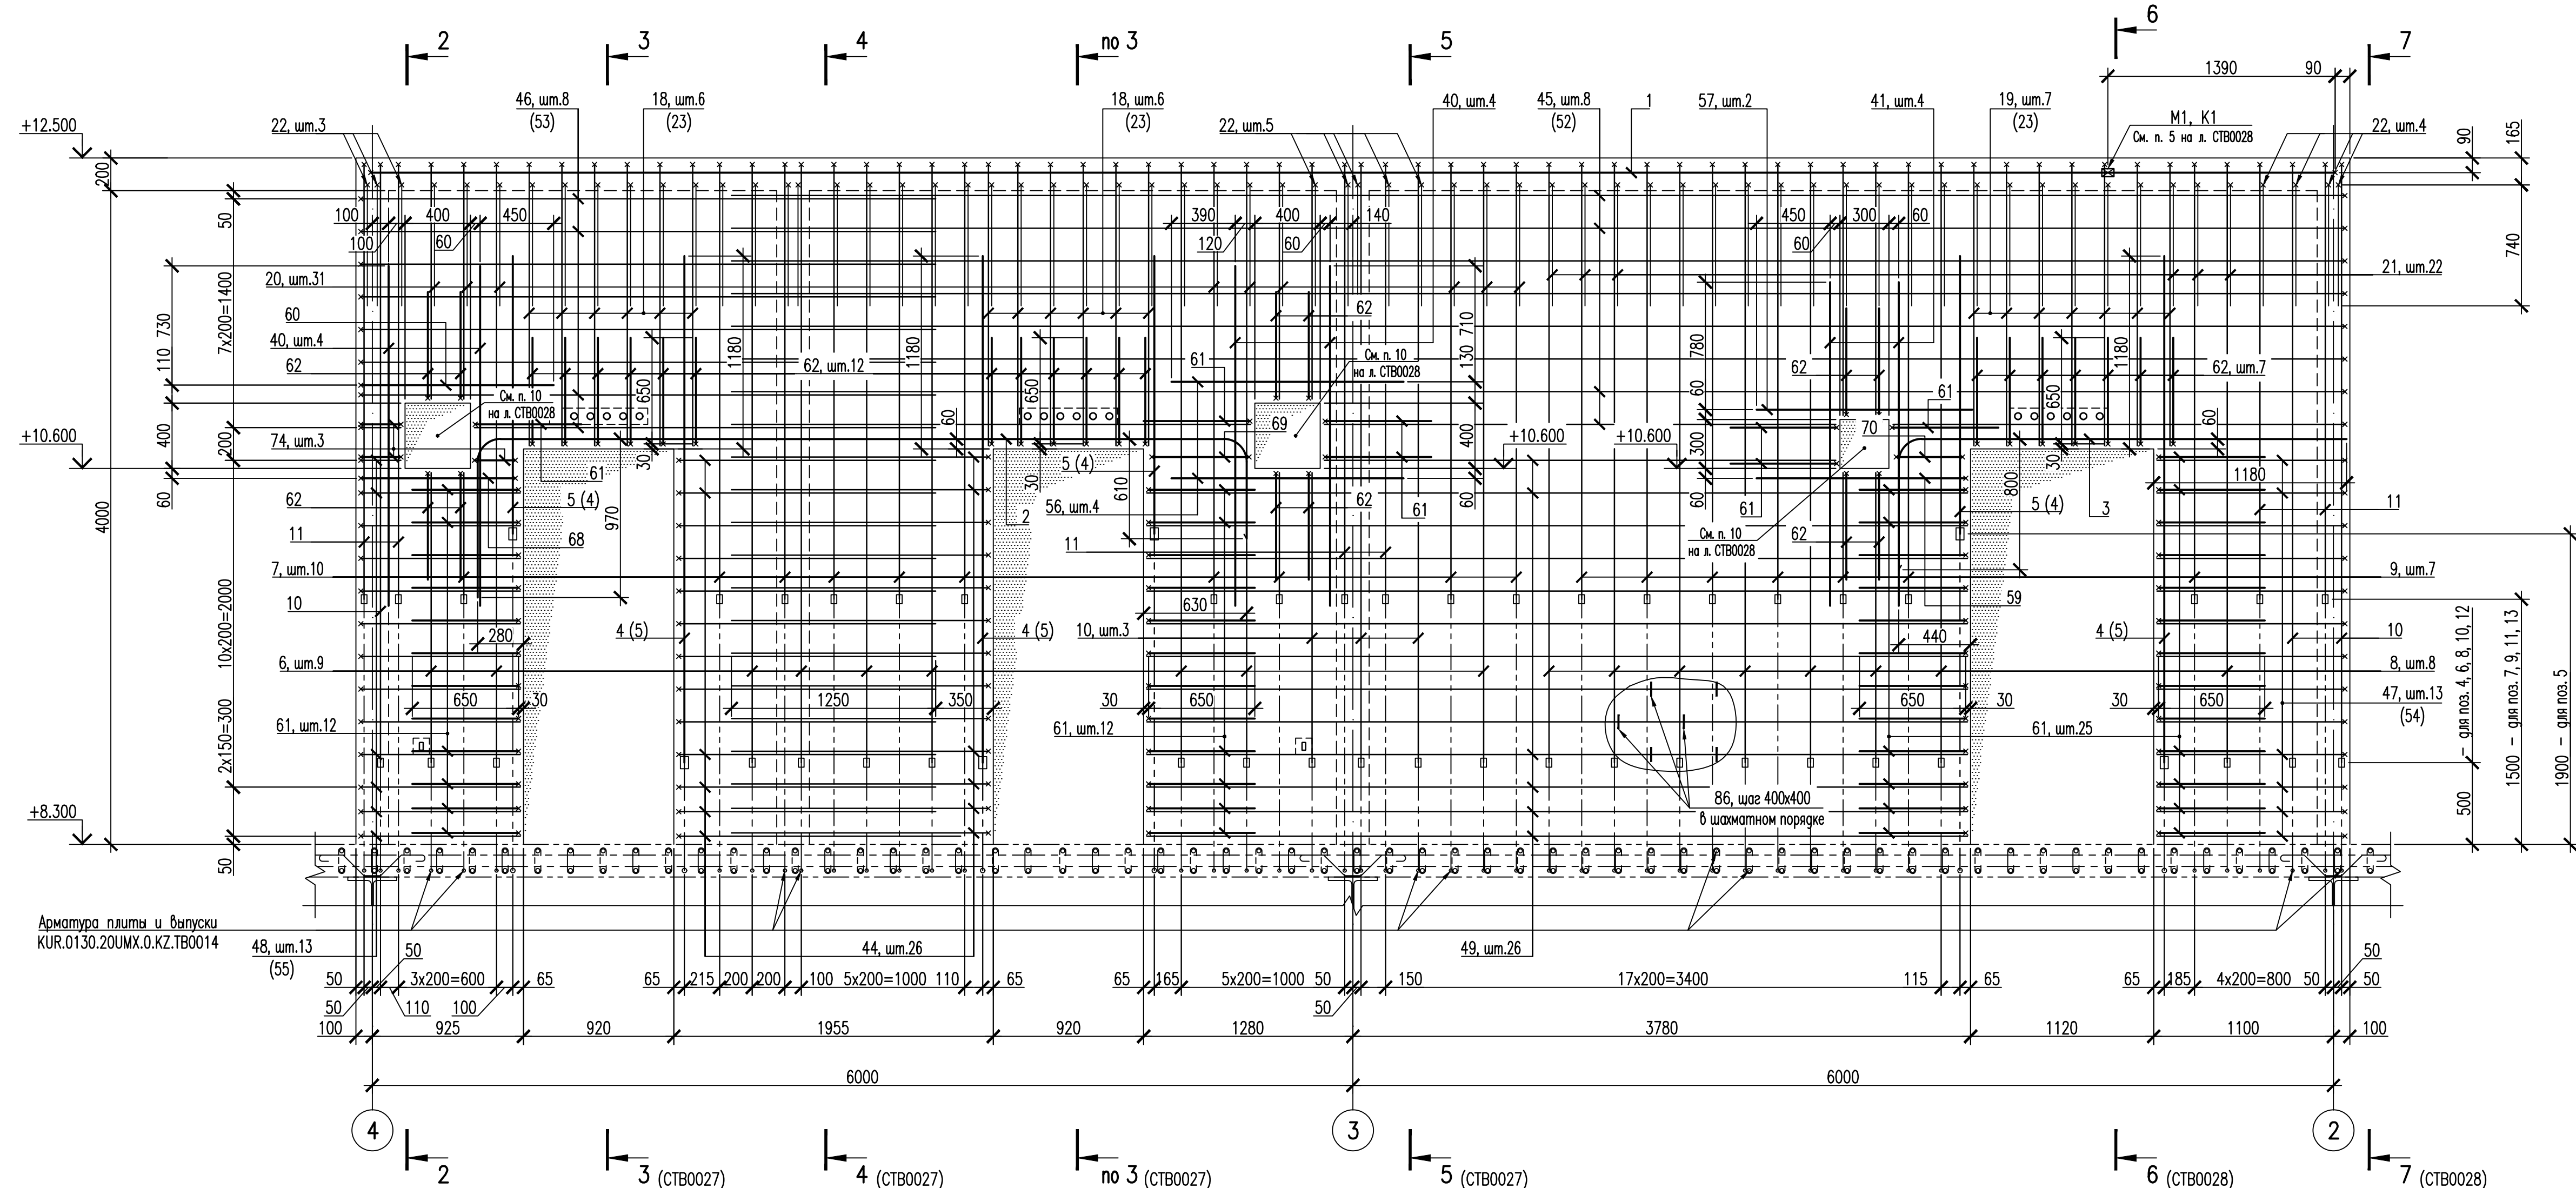 2
3
4
по 3
5
6
7
1390
90
46, шт.8
(53)
18, шт.6
(23)
18, шт.6
(23)
40, шт.4
45, шт.8
(52)
1
57, шт.2
41, шт.4
19, шт.7
(23)
М1, К1
См. п. 5 на л. СТВ0028
22, шт.4
90
165
+12.500
22, шт.3
22, шт.5
200
50
100
400
450
100
60
390
400
140
120
60
450
300
60
60
740
7x200=1400
20, шт.31
21, шт.22
730
110
60
40, шт.4
62
1180
62, шт.12
1180
650
650
61
62
См. п. 10
на л. СТВ0028
710
130
780
60
62
61
1180
650
62, шт.7
См. п. 10
на л. СТВ0028
+10.600
400
200
74, шт.3
60
69
60
400
+10.600
+10.600
300
70
60
30
61
30
5 (4)
610
30
60
62
5 (4)
970
2
56, шт.4
62
61
60
60
61
800
1180
5 (4)
3
11
4000
11
68
11
См. п. 10
на л. СТВ0028
62
7, шт.10
9, шт.7
10x200=2000
10
280
4 (5)
4 (5)
630
10, шт.3
59
440
4 (5)
10
6, шт.9
8, шт.8
650
30
1250
350
30
650
650
30
30
650
47, шт.13
(54)
61, шт.12
61, шт.12
61, шт.25
2x150=300
86, шаг 400x400
в шахматном порядке
500
– для поз. 4, 6, 8, 10, 12
1500 – для поз. 7, 9, 11, 13
1900 – для поз. 5
+8.300
50
Арматура плиты и выпуски
KUR.0130.20UMX.0.KZ.TB0014
48, шт.13
(55)
50
44, шт.26
49, шт.26
50
50
3x200=600
65
65
215
200
200
100
5x200=1000
110
65
65
165
5x200=1000
50
150
17x200=3400
115
65
65
185
4x200=800
50
50
50
50
110
100
50
100
925
920
1955
920
1280
3780
1120
1100
100
6000
6000
4
3
2
2
3 (СТВ0027)
4 (СТВ0027)
по 3 (СТВ0027)
5 (СТВ0027)
6 (СТВ0028)
7 (СТВ0028)